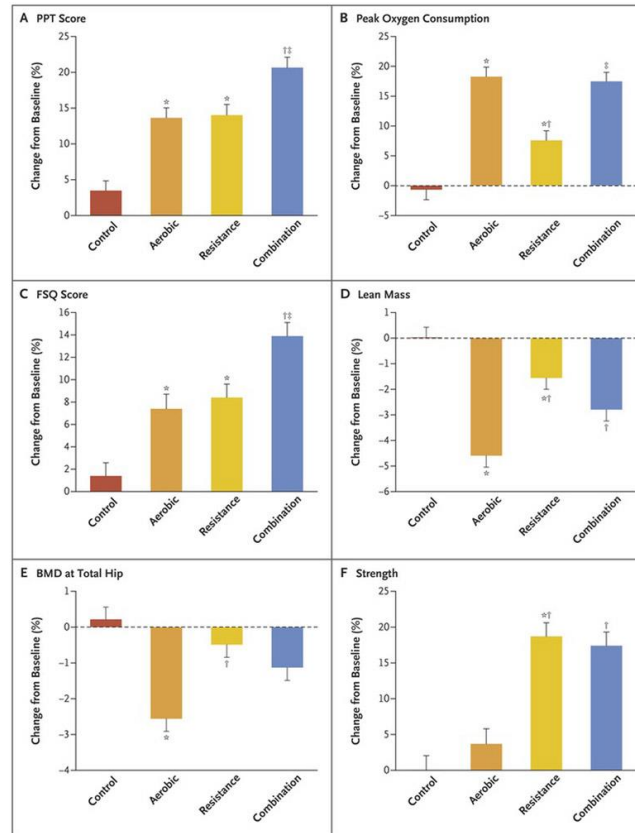 A PPT Score
Change from Baseline (%)
25
20
15
10
5
0
Control
Aerobic
Resistance
Combination
*
*
†‡
B Peak Oxygen Consumption
Change from Baseline (%)
25
20
15
10
5
0
−5
Control
Aerobic
Resistance
Combination
*
*†
‡
C FSQ Score
Change from Baseline (%)
16
14
12
10
8
6
4
2
0
Control
Aerobic
Resistance
Combination
*
*
†‡
D Lean Mass
Change from Baseline (%)
1
0
−1
−2
−3
−4
−5
−6
Control
Aerobic
Resistance
Combination
*
*†
†
E BMD at Total Hip
Change from Baseline (%)
1
0
−1
−2
−3
−4
Control
Aerobic
Resistance
Combination
*
†
F Strength
Change from Baseline (%)
25
20
15
10
5
0
Control
Aerobic
Resistance
Combination
*†
†